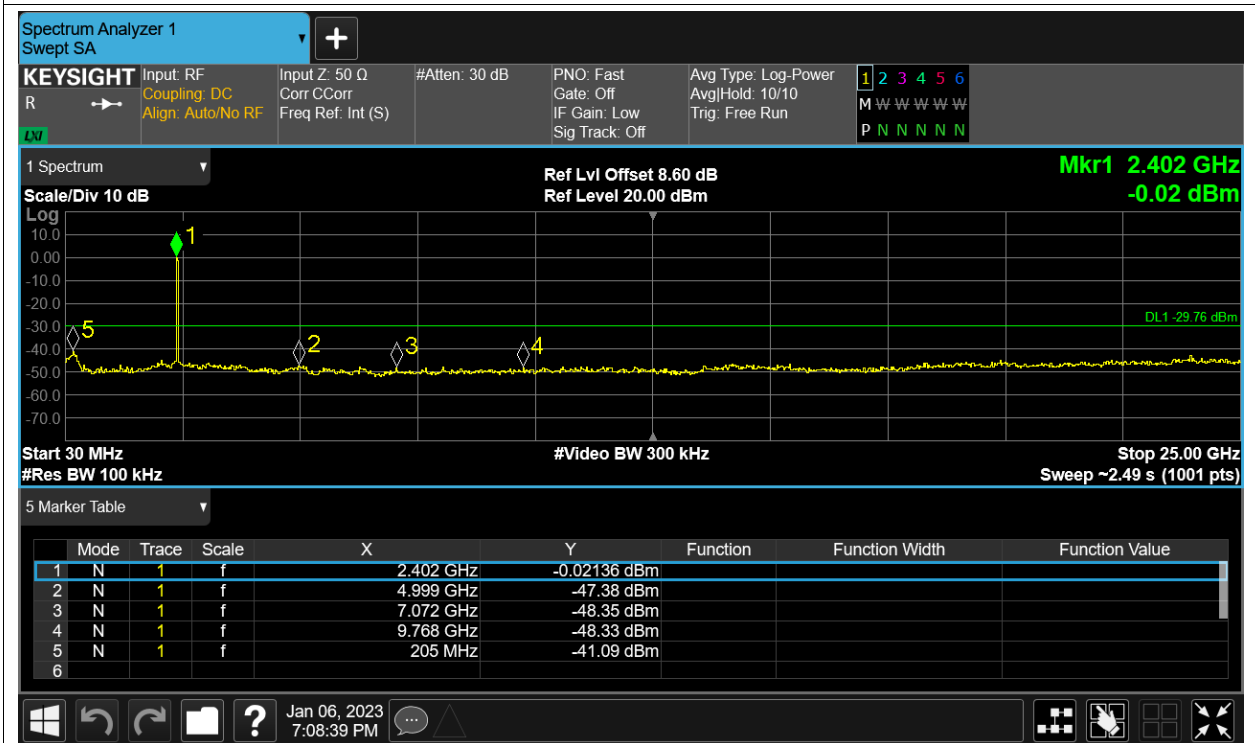 Spectrum Analyzer 1
Swept SA
KEYSIGHT Input: RF Input Z: 50 Ω #Atten: 30 dB PNO: Fast Avg Type: Log-Power 1 2 3 4 5 6
R Coupling: DC Corr CCorr Gate: Off Avg|Hold: 10/10 M W W W W W
Align: Auto/No RF Freq Ref: Int (S) IF Gain: Low Trig: Free Run
LXI Sig Track: Off P N N N N N
1 Spectrum Ref Lvl Offset 8.60 dB Mkr1 2.402 GHz
Scale/Div 10 dB Ref Level 20.00 dBm -0.02 dBm
Log
10.0 1
0.00
-10.0
-20.0
DL1 -29.76 dBm
-30.0 5
-40.0 2 3 4
-50.0
-60.0
-70.0
Start 30 MHz #Video BW 300 kHz Stop 25.00 GHz
#Res BW 100 kHz Sweep ~2.49 s (1001 pts)
5 Marker Table
Mode Trace Scale X Y Function Function Width Function Value
1 N 1 f 2.402 GHz -0.02136 dBm
2 N 1 f 4.999 GHz -47.38 dBm
3 N 1 f 7.072 GHz -48.35 dBm
4 N 1 f 9.768 GHz -48.33 dBm
5 N 1 f 205 MHz -41.09 dBm
6
? Jan 06, 2023
7:08:39 PM